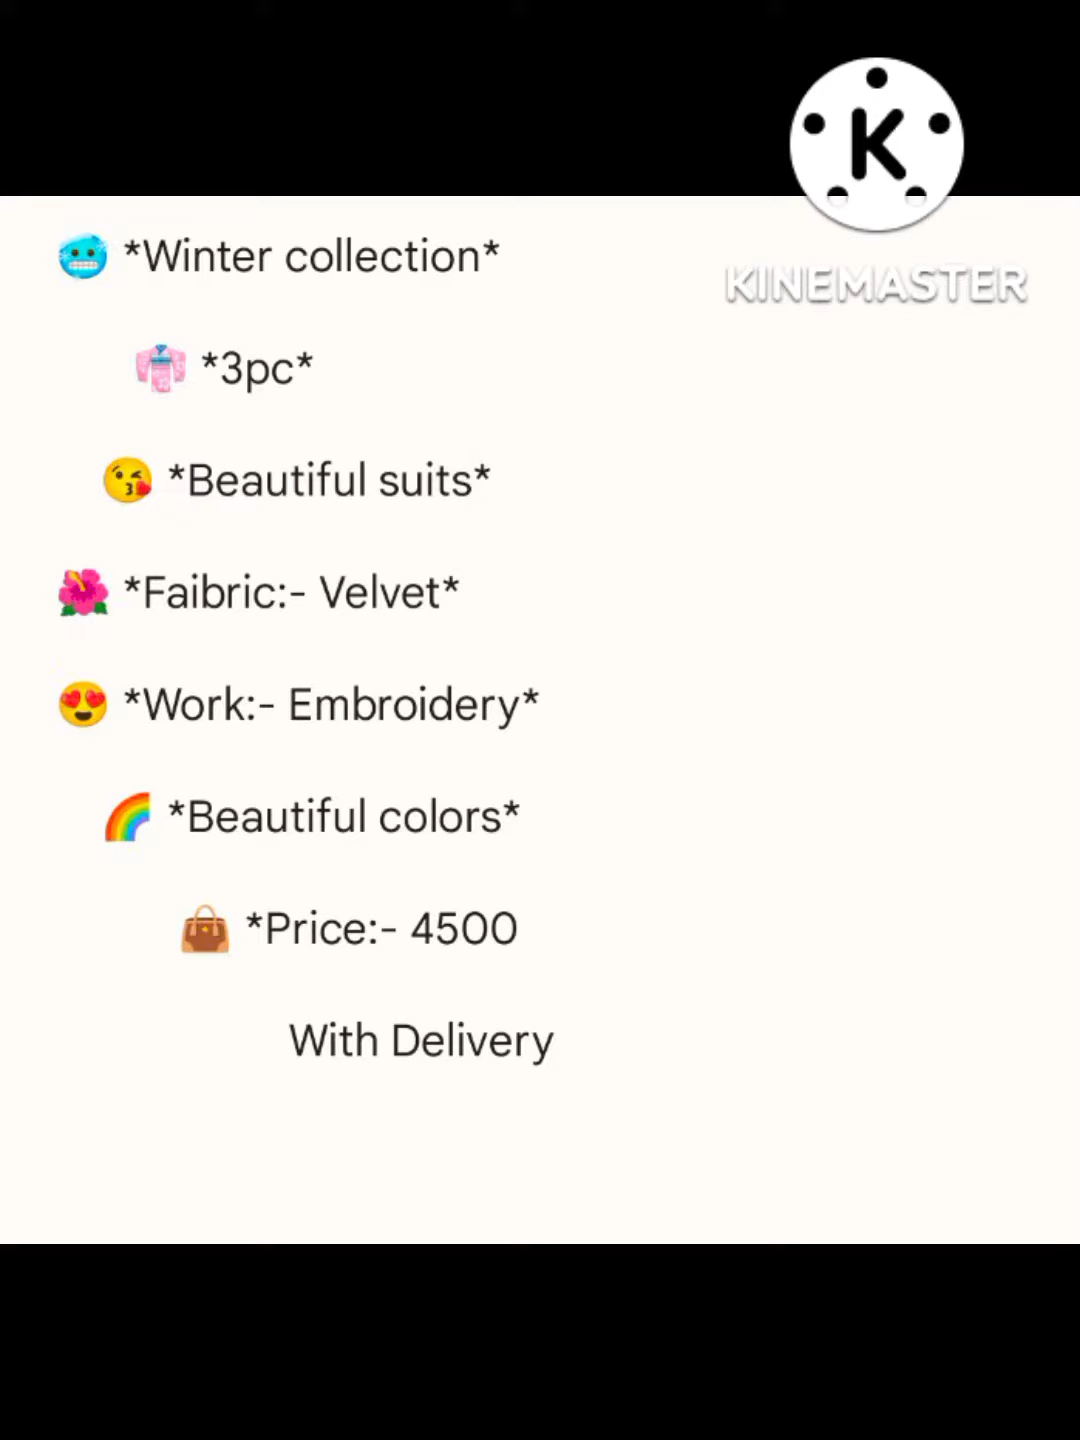 K
KINEMASTER
🥶 *Winter collection*
👘 *3pc*
😘 *Beautiful suits*
🌺 *Faibric:- Velvet*
😍 *Work:- Embroidery*
🌈 *Beautiful colors*
👜 *Price:- 4500
With Delivery